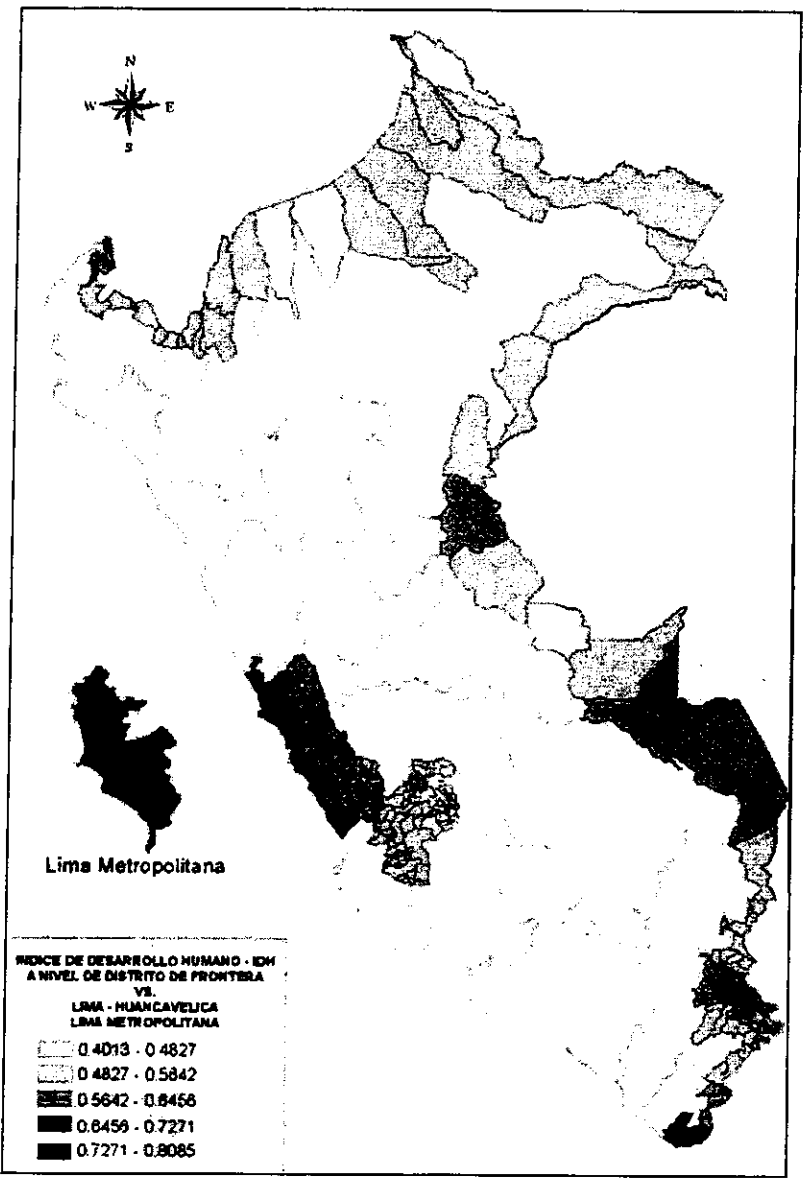 N
W E
S
Lima Metropolitana
INDICE DE DESARROLLO HUMANO - IDH
A NIVEL DE DISTRITO DE FRONTERA
VS.
LIMA - HUANCAVELICA
LIMA METROPOLITANA
0.4013 - 0.4827
0.4827 - 0.5642
0.5642 - 0.6456
0.6456 - 0.7271
0.7271 - 0.8085